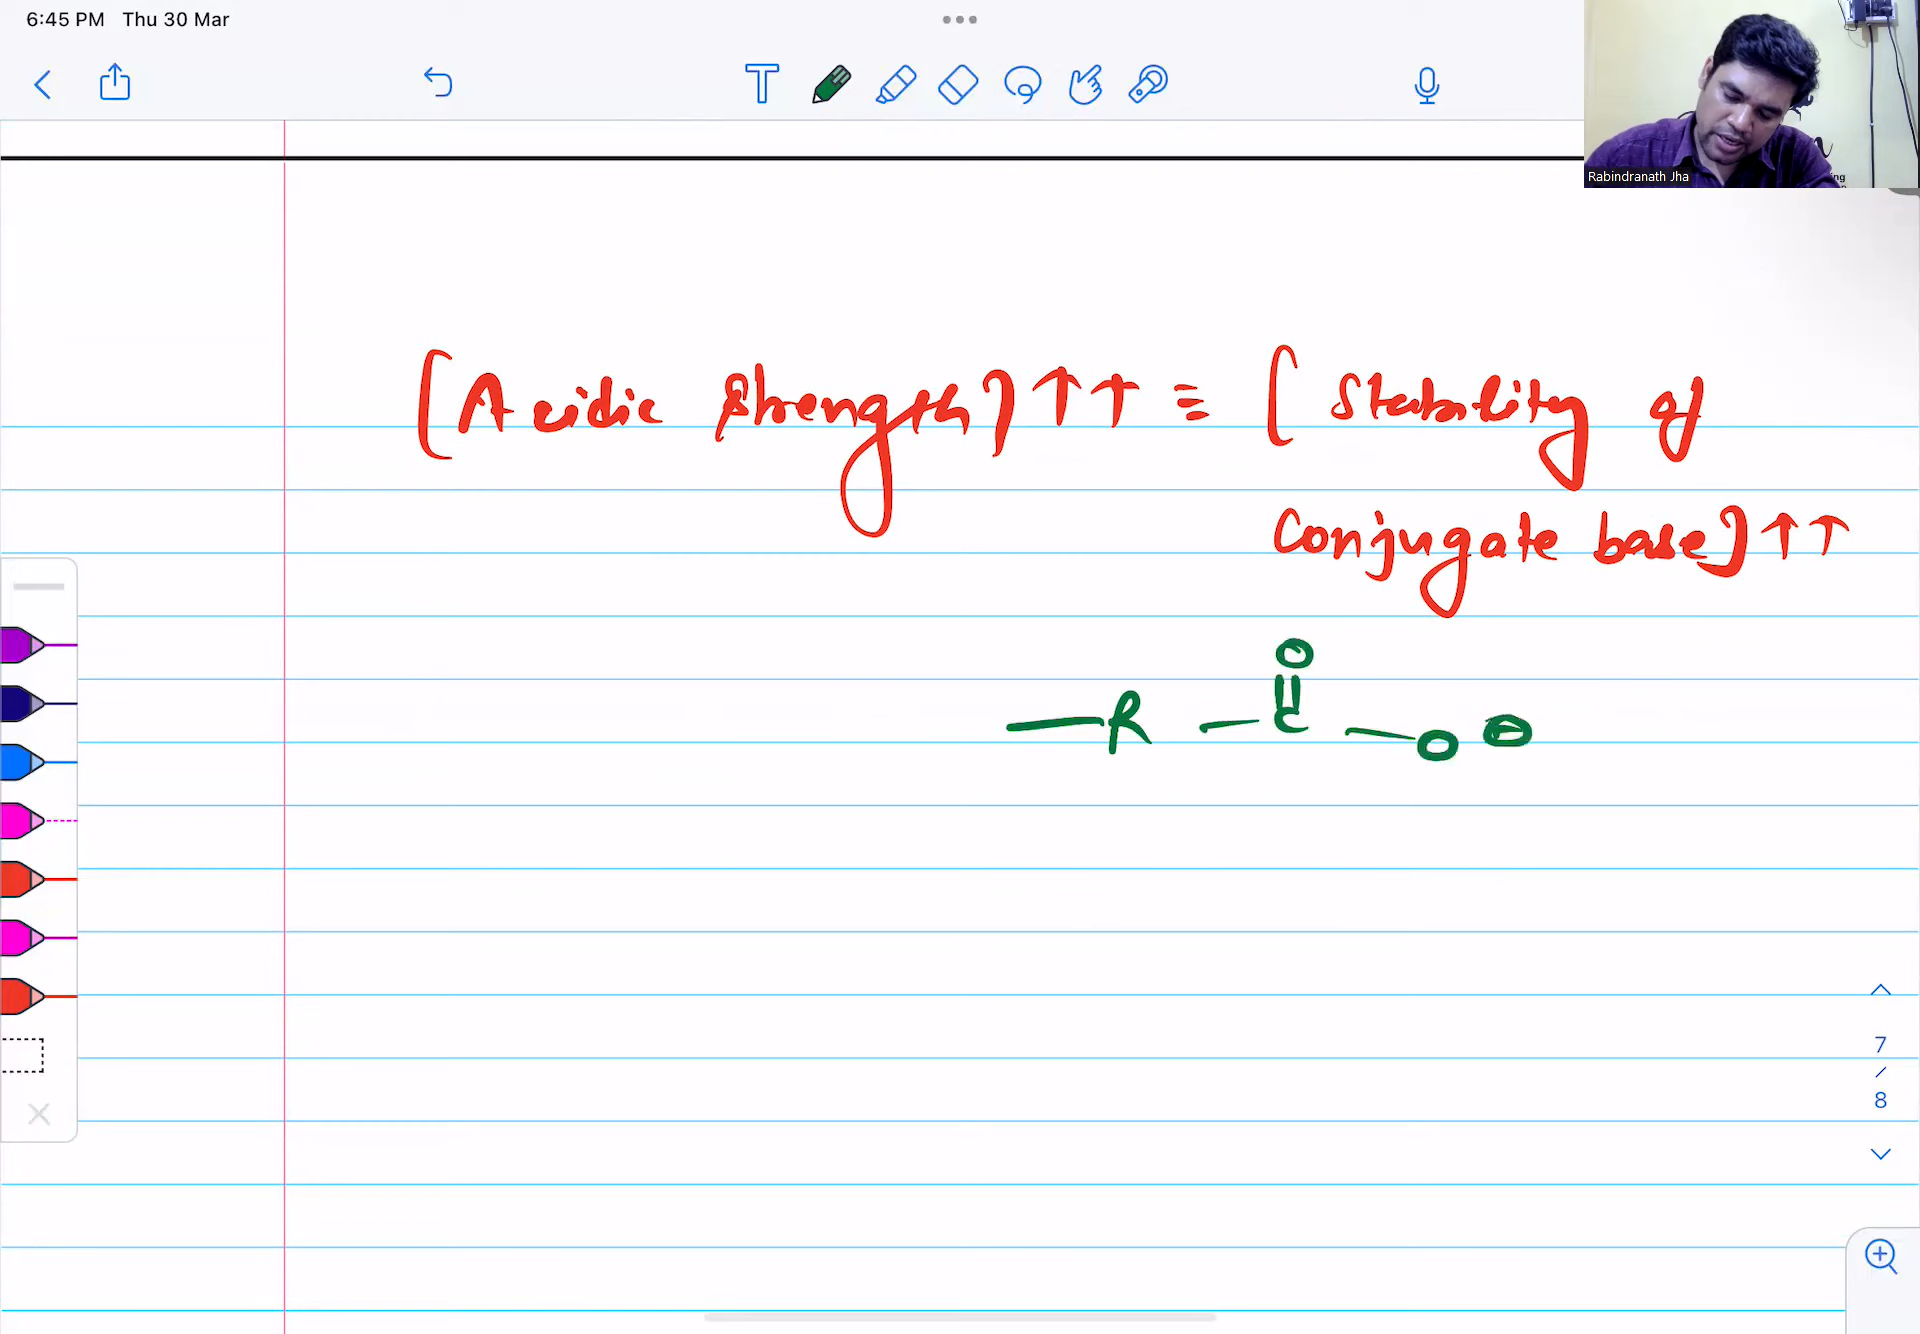 6:45 PM Thu 30 Mar
Rabindranath Jha
[Acidic strength] ↑↑ = [Stability of
Conjugate base] ↑↑
O
—R — C — O ⊖
7
/
8